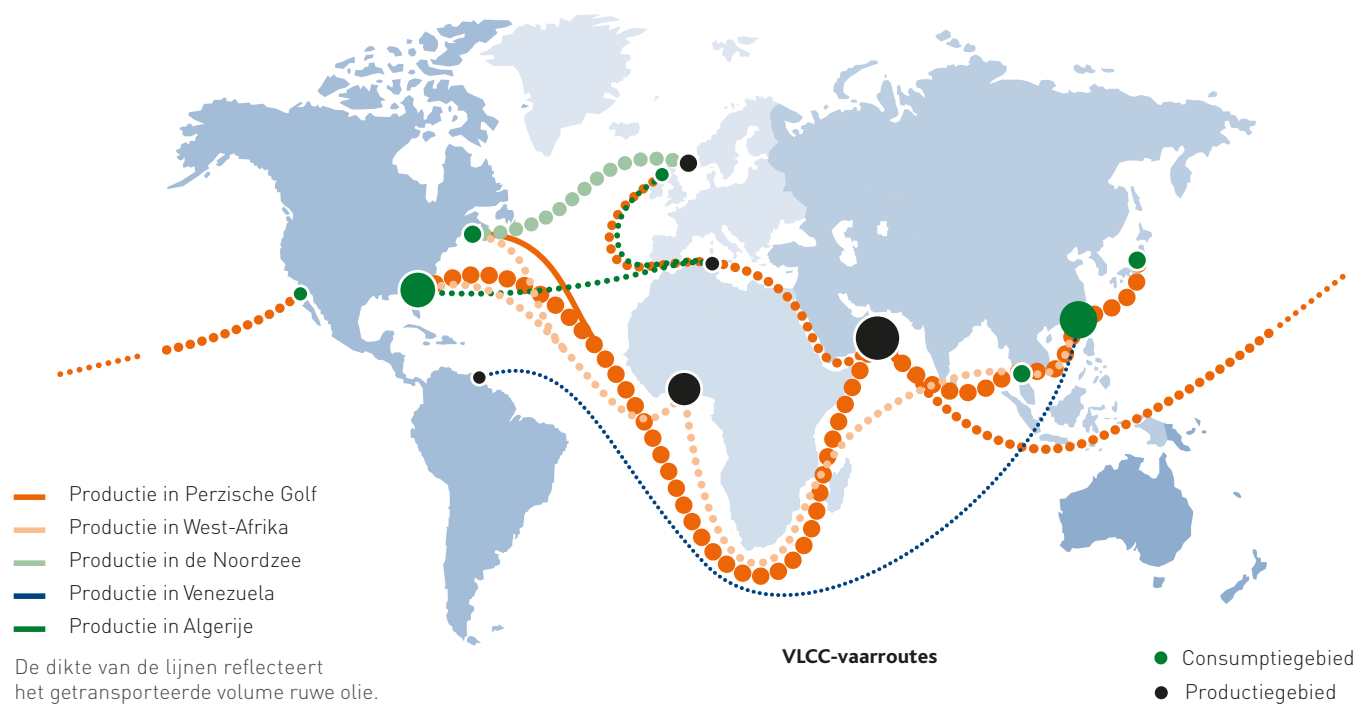 Productie in Perzische Golf
Productie in West-Afrika
Productie in de Noordzee
Productie in Venezuela
Productie in Algerije
De dikte van de lijnen reflecteert
het getransporteerde volume ruwe olie.
VLCC-vaarroutes
Consumptiegebied
Productiegebied